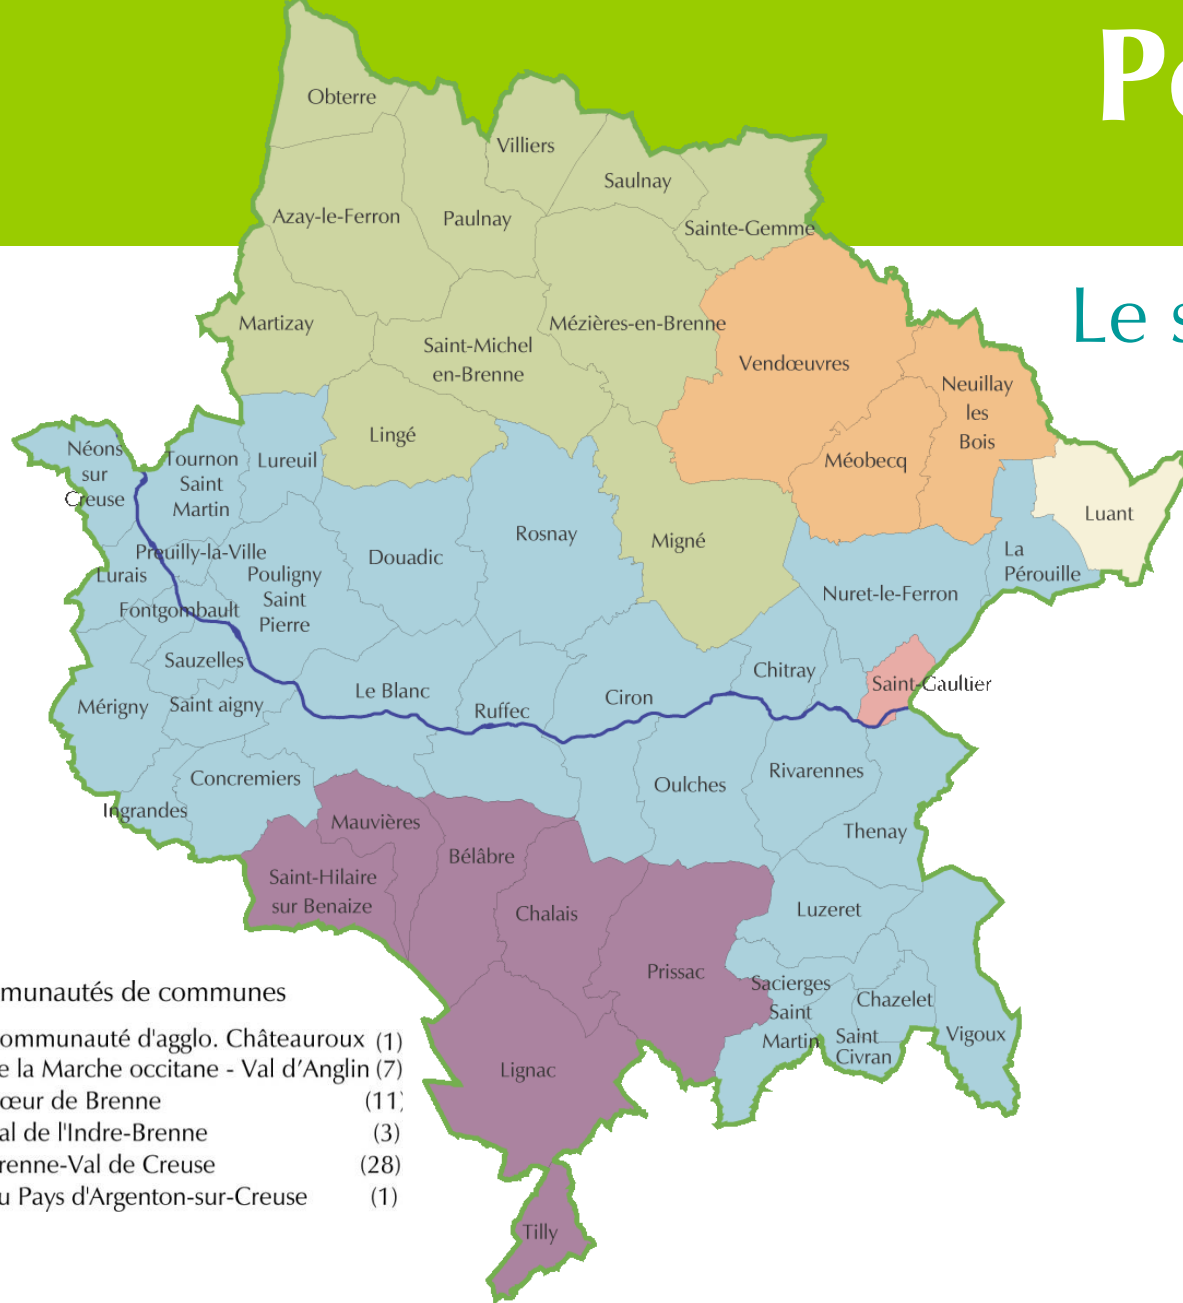 Po
Le s
Obterre
Villiers
Saulnay
Azay-le-Ferron
Paulnay
Sainte-Gemme
Martizay
Mézières-en-Brenne
Saint-Michel
en-Brenne
Vendœuvres
Neuillay
les
Bois
Lingé
Méobecq
Néons
sur
Creuse
Tournon
Saint
Martin
Lureuil
Luant
Rosnay
Migné
Douadic
La
Pérouille
Preuilly-la-Ville
Lurais
Pouligny
Saint
Pierre
Nuret-le-Ferron
Fontgombault
Sauzelles
Chitray
Saint-Gaultier
Le Blanc
Ciron
Mérigny
Saint aigny
Ruffec
Concremiers
Oulches
Rivarennes
Ingrandes
Mauvières
Thenay
Bélâbre
Saint-Hilaire
sur Benaize
Chalais
Luzeret
Prissac
Sacierges
Saint
Martin
Chazelet
Saint
Civran
Vigoux
Lignac
Tilly
munautés de communes
ommunauté d'agglo. Châteauroux (1)
e la Marche occitane - Val d’Anglin (7)
œur de Brenne (11)
al de l'Indre-Brenne (3)
renne-Val de Creuse (28)
u Pays d'Argenton-sur-Creuse (1)